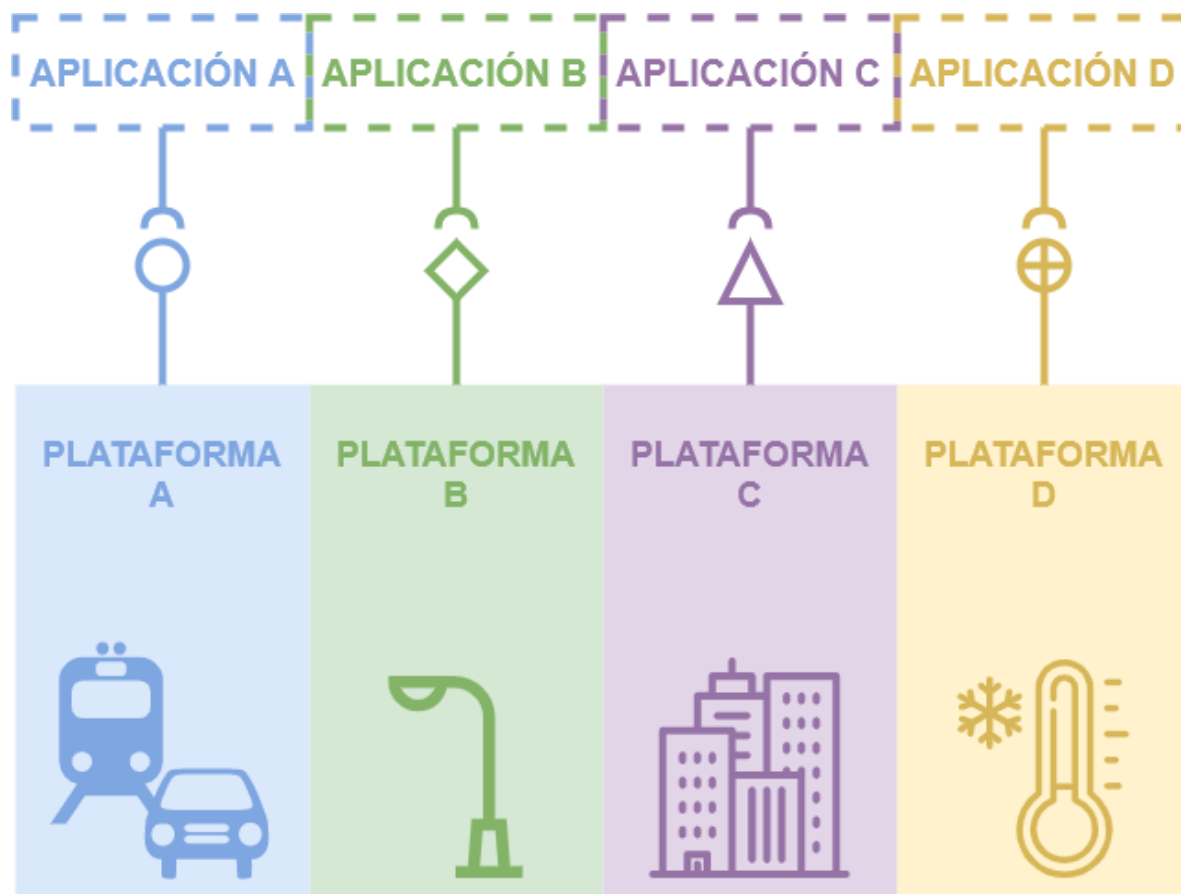 APLICACIÓN A
APLICACIÓN B
APLICACIÓN C
APLICACIÓN D
PLATAFORMA
A
PLATAFORMA
B
PLATAFORMA
C
PLATAFORMA
D